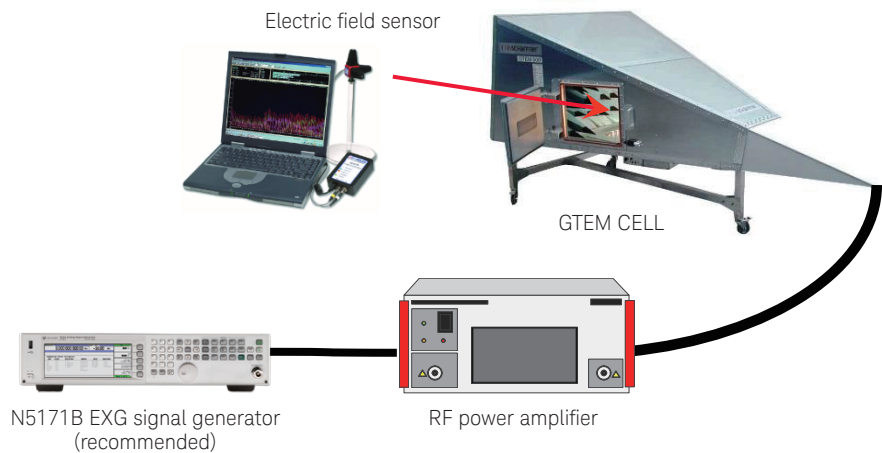 Electric field sensor
GTEM CELL
N5171B EXG signal generator
(recommended)
RF power amplifier